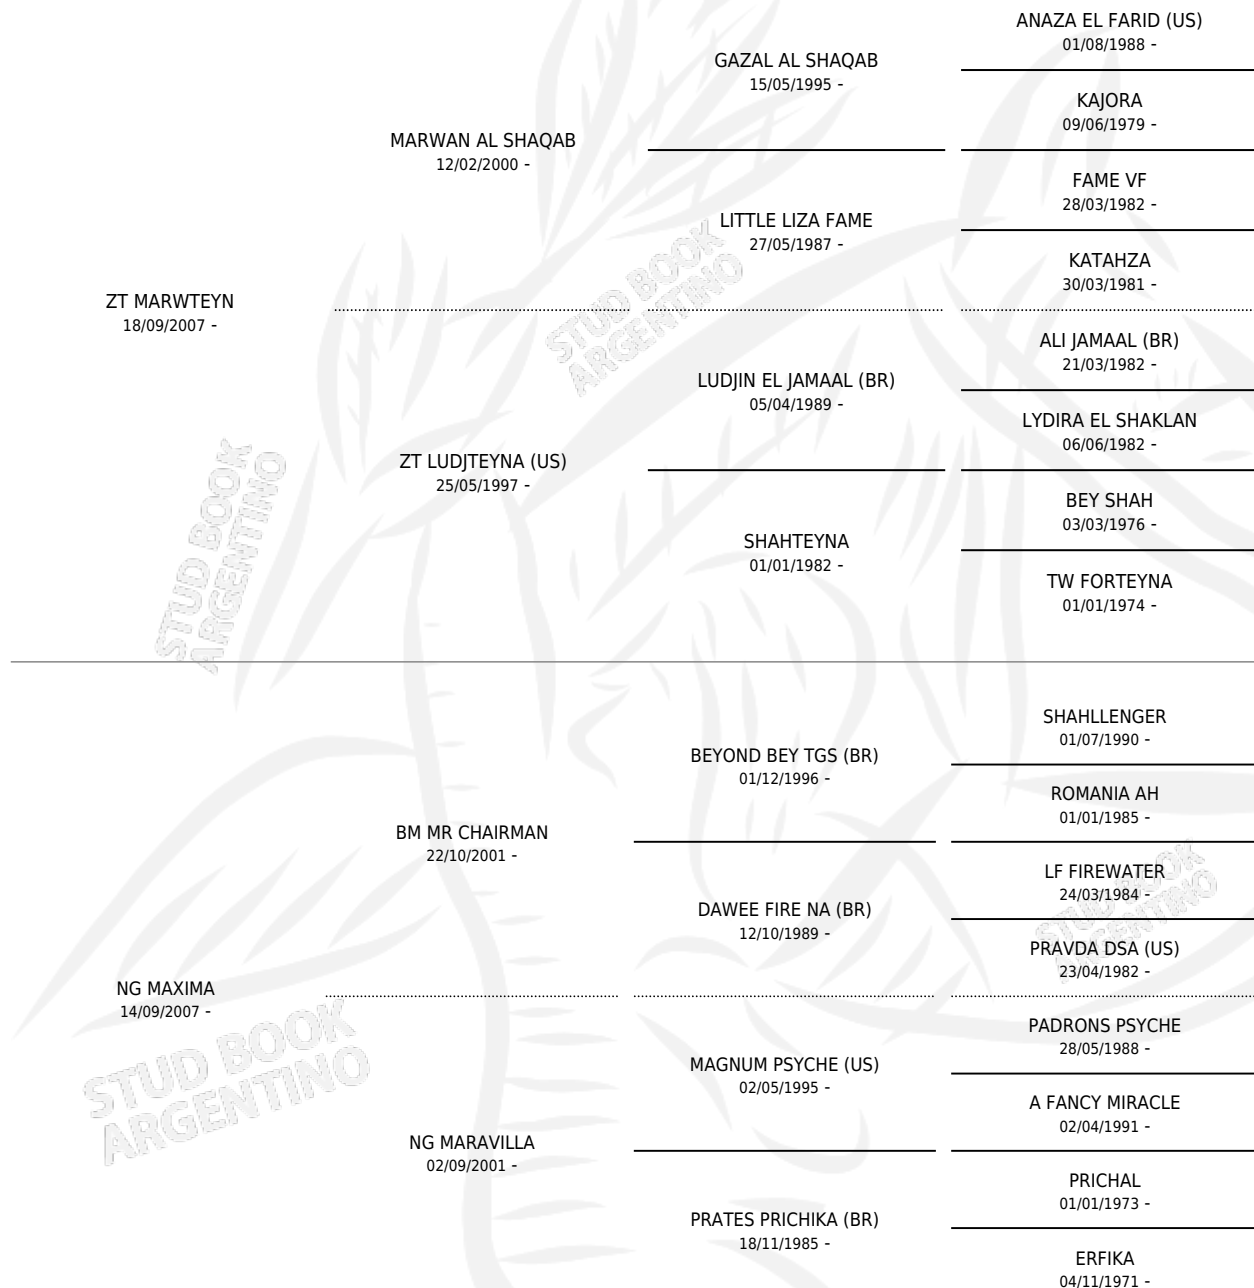 ANAZA EL FARID (US)
01/08/1988 -
GAZAL AL SHAQAB
15/05/1995 -
KAJORA
09/06/1979 -
MARWAN AL SHAQAB
12/02/2000 -
FAME VF
28/03/1982 -
LITTLE LIZA FAME
27/05/1987 -
KATAHZA
30/03/1981 -
ZT MARWTEYN
18/09/2007 -
STUD BOOK
ARGENTINO
ALI JAMAAL (BR)
21/03/1982 -
LUDJIN EL JAMAAL (BR)
05/04/1989 -
LYDIRA EL SHAKLAN
06/06/1982 -
ZT LUDJTEYNA (US)
25/05/1997 -
BEY SHAH
03/03/1976 -
SHAHTEYNA
01/01/1982 -
TW FORTEYNA
01/01/1974 -
STUD BOOK
ARGENTINO
SHAHLLENGER
01/07/1990 -
BEYOND BEY TGS (BR)
01/12/1996 -
ROMANIA AH
01/01/1985 -
BM MR CHAIRMAN
22/10/2001 -
LF FIREWATER
24/03/1984 -
DAWEE FIRE NA (BR)
12/10/1989 -
PRAVDA DSA (US)
23/04/1982 -
STUD BOOK
ARGENTINO
NG MAXIMA
14/09/2007 -
PADRONS PSYCHE
28/05/1988 -
MAGNUM PSYCHE (US)
02/05/1995 -
A FANCY MIRACLE
02/04/1991 -
NG MARAVILLA
02/09/2001 -
PRICHAL
01/01/1973 -
PRATES PRICHIKA (BR)
18/11/1985 -
ERFIKA
04/11/1971 -
STUD BOOK
ARGENTINO